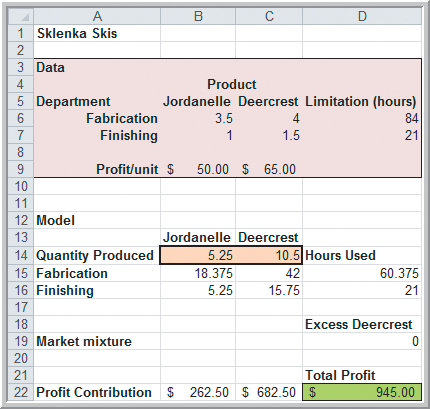 A B C D
1 Sklenka Skis
2
3 Data
4 Product
5 Department Jordanelle Deercrest Limitation (hours)
6 Fabrication 3.5 4 84
7 Finishing 1 1.5 21
8
9 Profit/unit $ 50.00 $ 65.00
10
11
12 Model
13 Jordanelle Deercrest
14 Quantity Produced 5.25 10.5 Hours Used
15 Fabrication 18.375 42 60.375
16 Finishing 5.25 15.75 21
17
18 Excess Deercrest
19 Market mixture 0
20
21 Total Profit
22 Profit Contribution $ 262.50 $ 682.50 $ 945.00